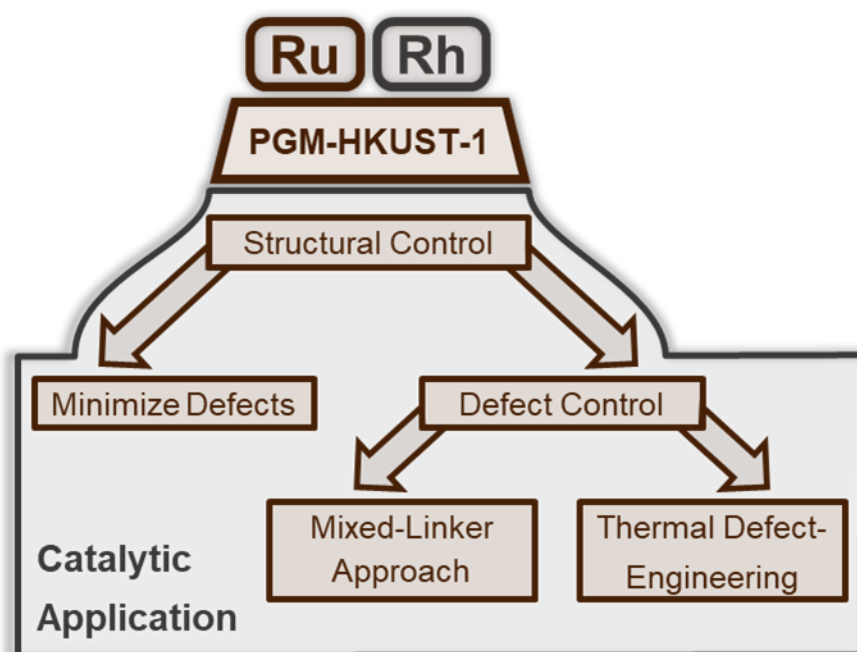 Ru Rh
PGM-HKUST-1
Structural Control
Minimize Defects
Defect Control
Mixed-Linker
Approach
Thermal Defect-
Engineering
Catalytic
Application